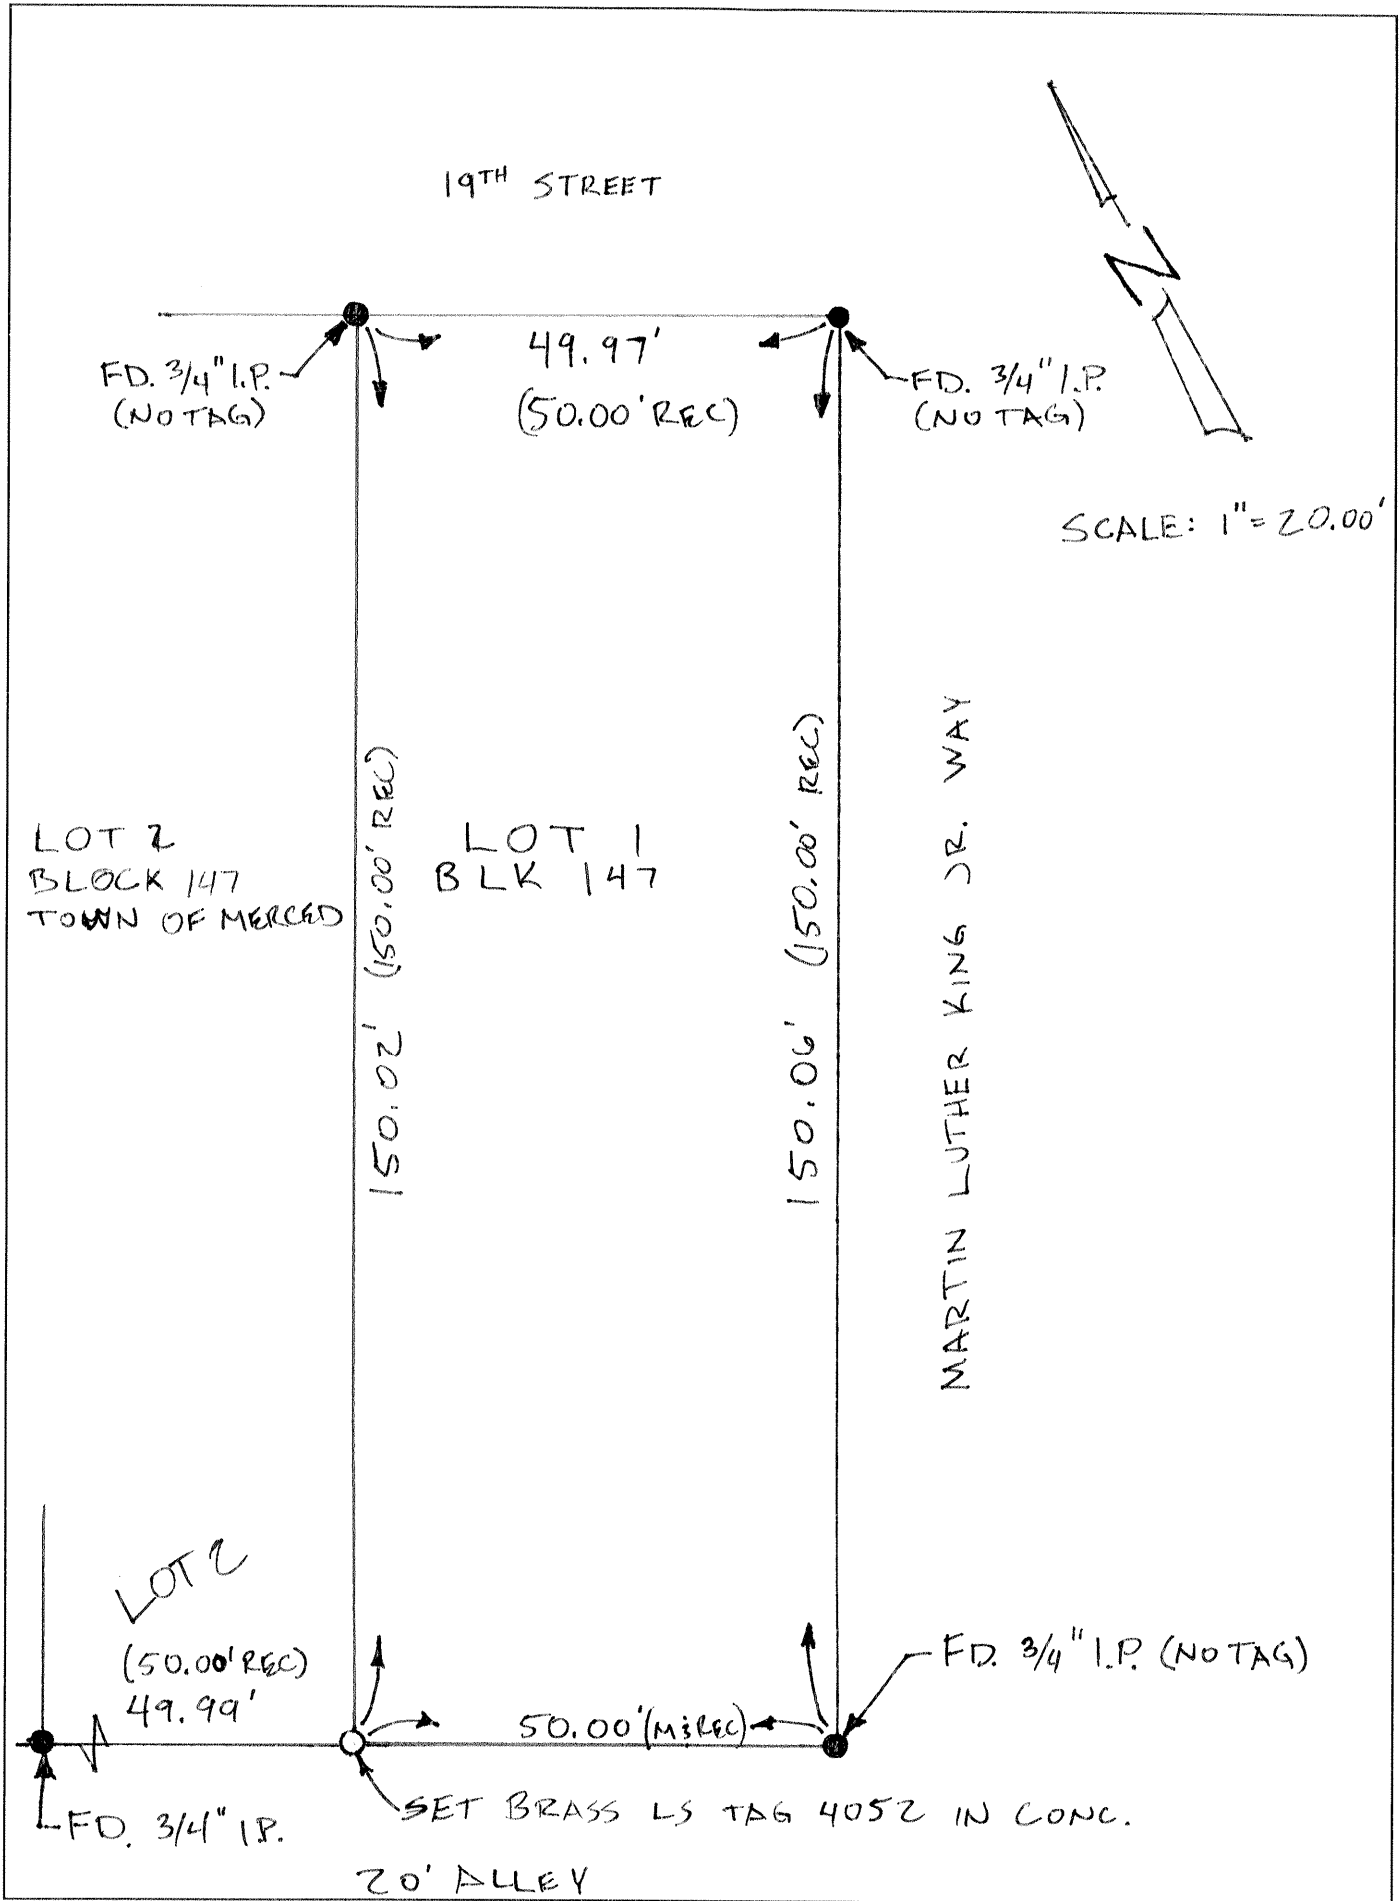 19TH STREET
N
49.97'
(50.00' REC)
FD. 3/4" I.P.
(NO TAG)
FD. 3/4" I.P.
(NO TAG)
SCALE: 1" = 20.00'
LOT 2
BLOCK 147
TOWN OF MERCED
150.02' (150.00' REC)
LOT 1
BLK 147
150.06' (150.00' REC)
MARTIN LUTHER KING JR. WAY
LOT 2
(50.00' REC)
49.99'
50.00' (M & REC)
FD. 3/4" I.P. (NO TAG)
FD. 3/4" I.P.
SET BRASS LS TAG 4052 IN CONC.
20' ALLEY